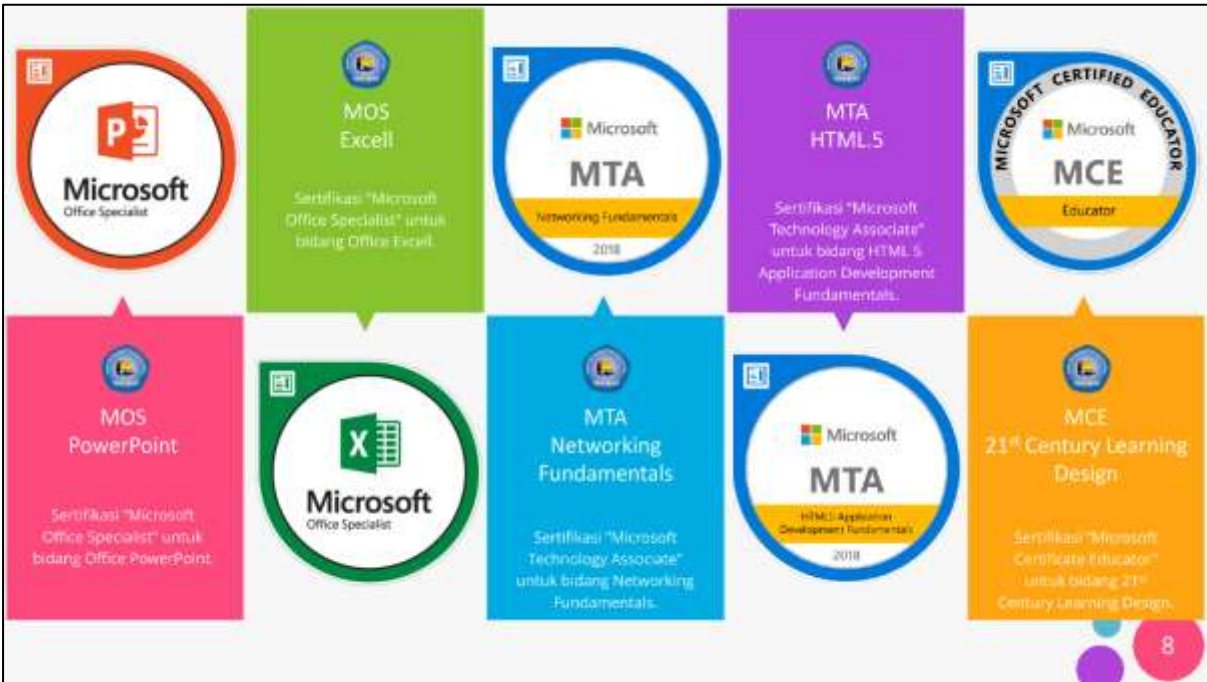 P
Microsoft
Office Specialist
MOS
PowerPoint
Sertifikasi "Microsoft
Office Specialist" untuk
bidang Office PowerPoint.
MOS
Excell
Sertifikasi "Microsoft
Office Specialist" untuk
bidang Office Excell.
X
Microsoft
Office Specialist
Microsoft
MTA
Networking Fundamentals
2018
MTA
Networking
Fundamentals
Sertifikasi "Microsoft
Technology Associate"
untuk bidang Networking
Fundamentals.
MTA
HTML.5
Sertifikasi "Microsoft
Technology Associate"
untuk bidang HTML 5
Application Development
Fundamentals.
Microsoft
MTA
HTML5 Application
Development Fundamentals
2018
MICROSOFT CERTIFIED EDUCATOR
Microsoft
MCE
Educator
MCE
21st Century Learning
Design
Sertifikasi "Microsoft
Certificate Educator"
untuk bidang 21st
Century Learning Design.
8